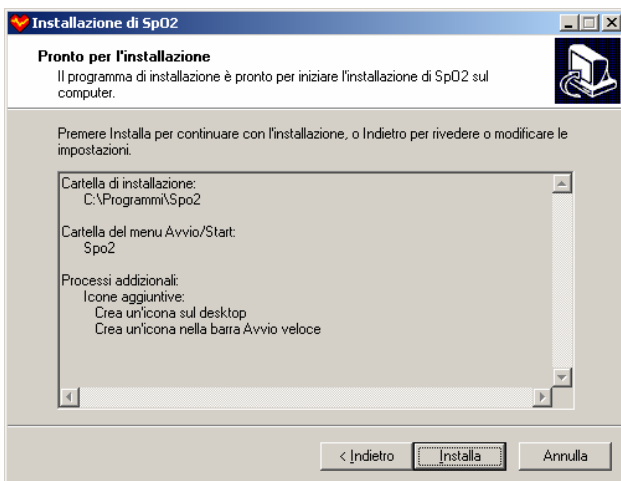 Installazione di SpO2
Pronto per l'installazione
Il programma di installazione è pronto per iniziare l'installazione di SpO2 sul
computer.
Premere Installa per continuare con l'installazione, o Indietro per rivedere o modificare le
impostazioni.
Cartella di installazione:
C:\Programmi\Spo2
Cartella del menu Avvio/Start:
Spo2
Processi addizionali:
Icone aggiuntive:
Crea un'icona sul desktop
Crea un'icona nella barra Avvio veloce
< Indietro
Installa
Annulla